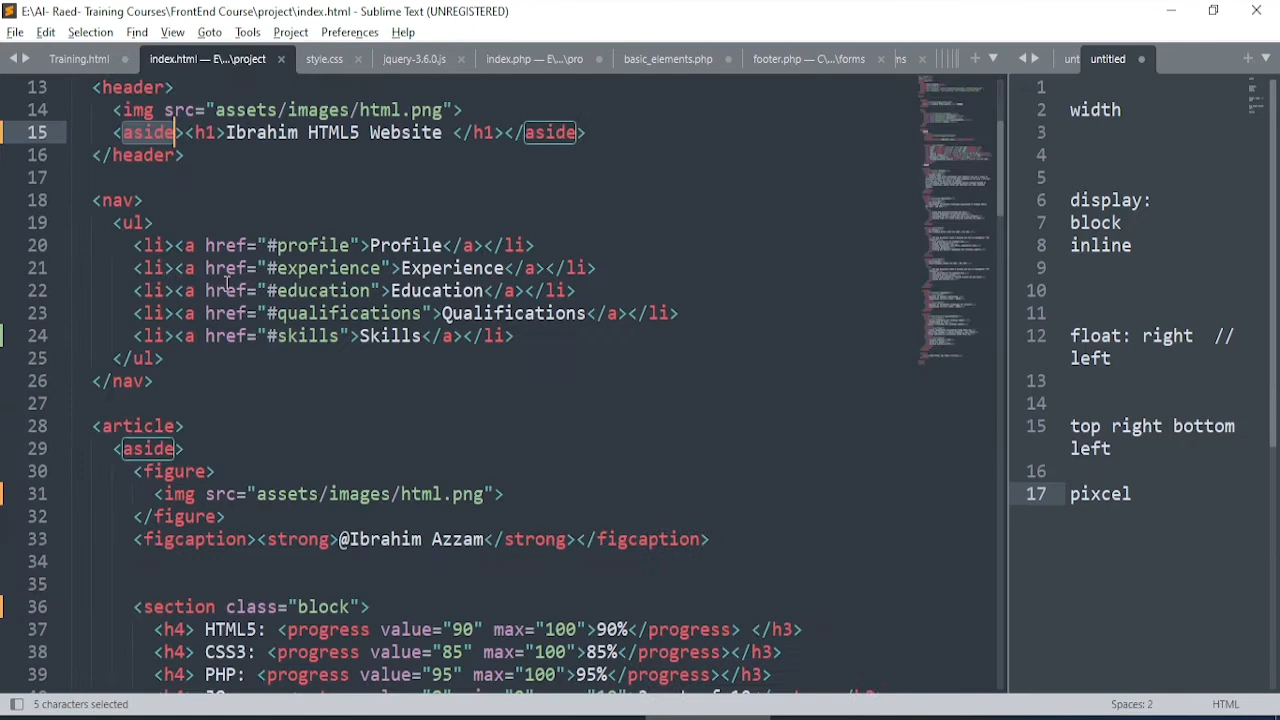 E:\Al- Raed- Training Courses\FrontEnd Course\project\index.html - Sublime Text (UNREGISTERED)
File Edit Selection Find View Goto Tools Project Preferences Help
Training.html index.html — E\...\project style.css jquery-3.6.0.js index.php — E\...\pro basic_elements.php footer.php — C\...\forms ms unt untitled
13 <header>
14 <img src="assets/images/html.png">
15 <aside><h1>Ibrahim HTML5 Website </h1></aside>
16 </header>
17
18 <nav>
19 <ul>
20 <li><a href="#profile">Profile</a></li>
21 <li><a href="#experience">Experience</a></li>
22 <li><a href="#education">Education</a></li>
23 <li><a href="#qualifications">Qualifications</a></li>
24 <li><a href="#skills">Skills</a></li>
25 </ul>
26 </nav>
27
28 <article>
29 <aside>
30 <figure>
31 <img src="assets/images/html.png">
32 </figure>
33 <figcaption><strong>@Ibrahim Azzam</strong></figcaption>
34
35
36 <section class="block">
37 <h4> HTML5: <progress value="90" max="100">90%</progress> </h3>
38 <h4> CSS3: <progress value="85" max="100">85%</progress></h3>
39 <h4> PHP: <progress value="95" max="100">95%</progress></h3>
1
2 width
3
4
5
6 display:
7 block
8 inline
9
10
11
12 float: right //
left
13
14
15 top right bottom
left
16
17 pixcel
5 characters selected
Spaces: 2 HTML